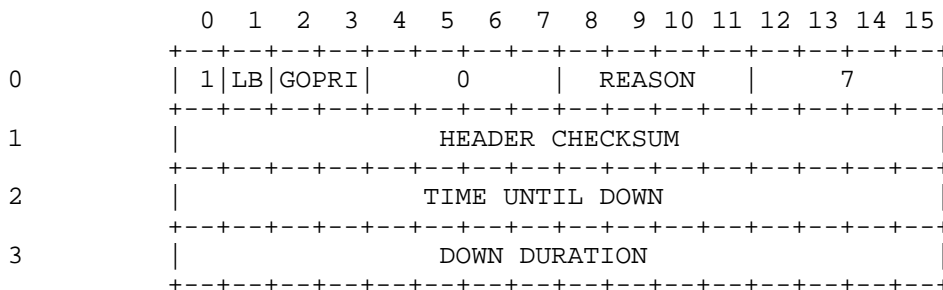 0 1 2 3 4 5 6 7 8 9 10 11 12 13 14 15
+--+--+--+--+--+--+--+--+--+--+--+--+--+--+--+--+
0 | 1|LB|GOPRI| 0 | REASON | 7 |
+--+--+--+--+--+--+--+--+--+--+--+--+--+--+--+--+
1 | HEADER CHECKSUM |
+--+--+--+--+--+--+--+--+--+--+--+--+--+--+--+--+
2 | TIME UNTIL DOWN |
+--+--+--+--+--+--+--+--+--+--+--+--+--+--+--+--+
3 | DOWN DURATION |
+--+--+--+--+--+--+--+--+--+--+--+--+--+--+--+--+